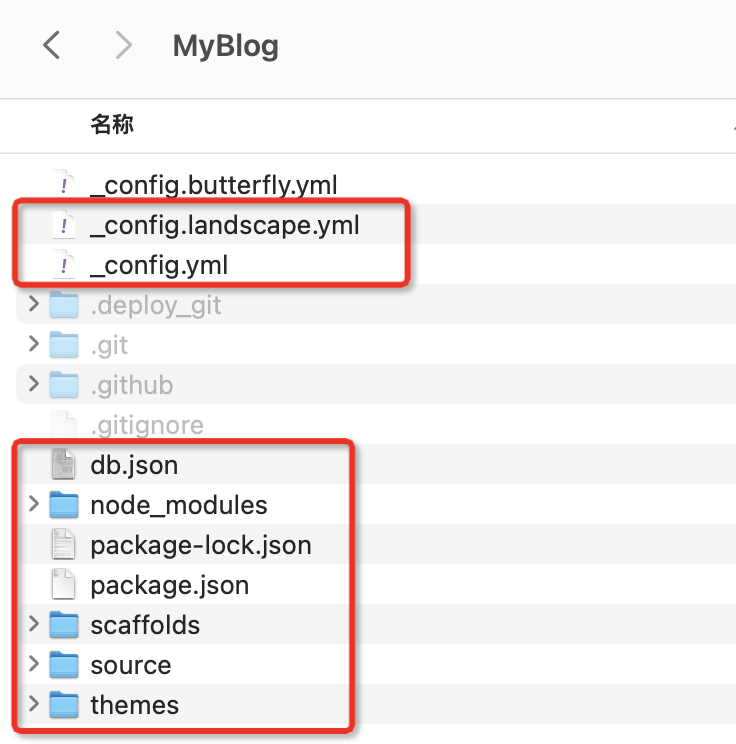 MyBlog
名称
_config.butterfly.yml
_config.landscape.yml
_config.yml
.deploy_git
.git
.github
.gitignore
db.json
node_modules
package-lock.json
package.json
scaffolds
source
themes